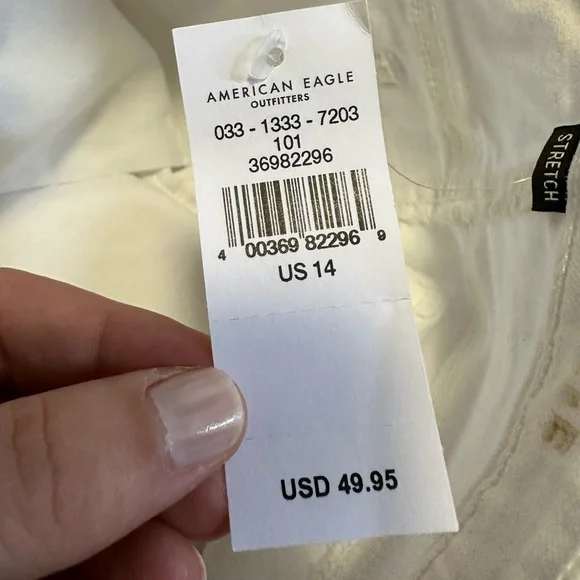 AMERICAN EAGLE
OUTFITTERS
033 - 1333 - 7203
101
36982296
4 00369 82296 9
US 14
USD 49.95
STRETCH